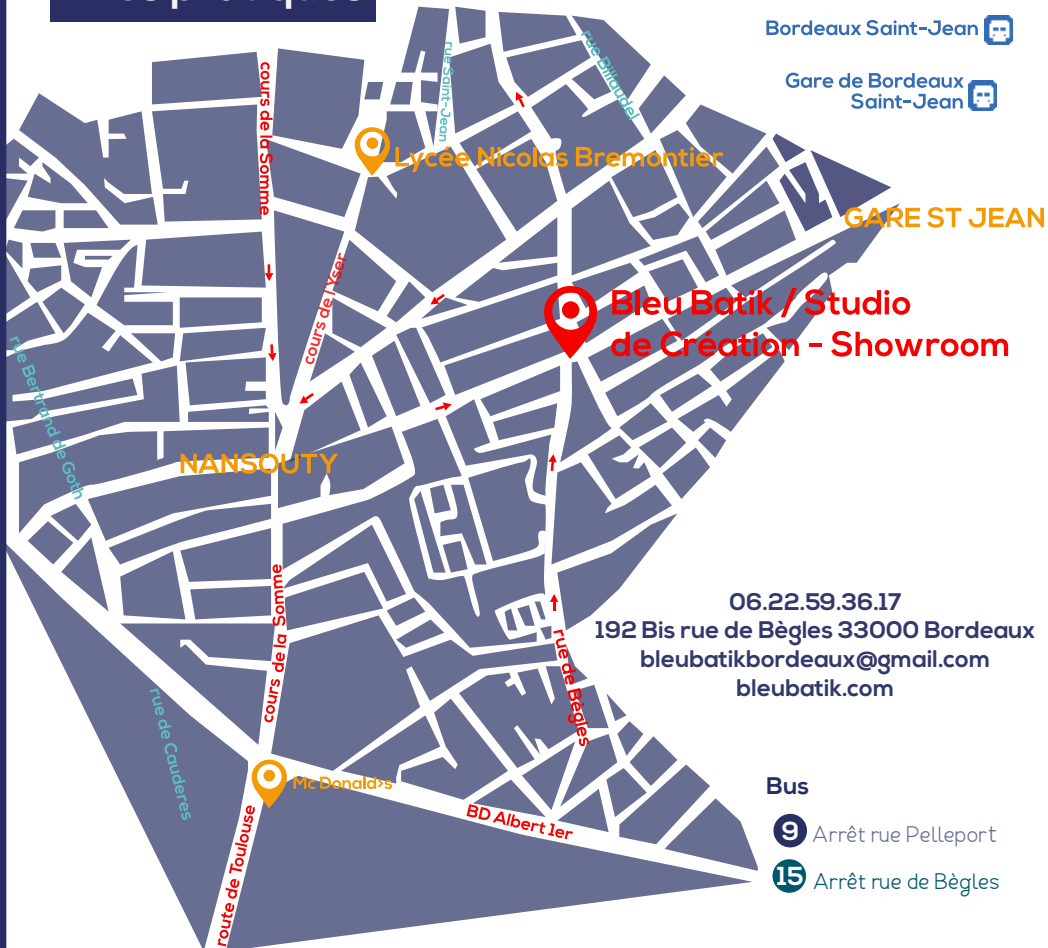 pratiques
Bordeaux Saint-Jean
Gare de Bordeaux
Saint-Jean
rue Saint-Jean
rue Billaudel
cours de la Somme
Lycée Nicolas Bremontier
GARE ST JEAN
cours de l'Yser
Bleu Batik / Studio
de Création - Showroom
rue Bertrand de Goth
NANSOUTY
cours de la Somme
06.22.59.36.17
192 Bis rue de Bègles 33000 Bordeaux
bleubatikbordeaux@gmail.com
bleubatik.com
rue de Bègles
rue de Cauderes
Mc Donald>s
BD Albert 1er
route de Toulouse
Bus
9 Arrêt rue Pelleport
15 Arrêt rue de Bègles